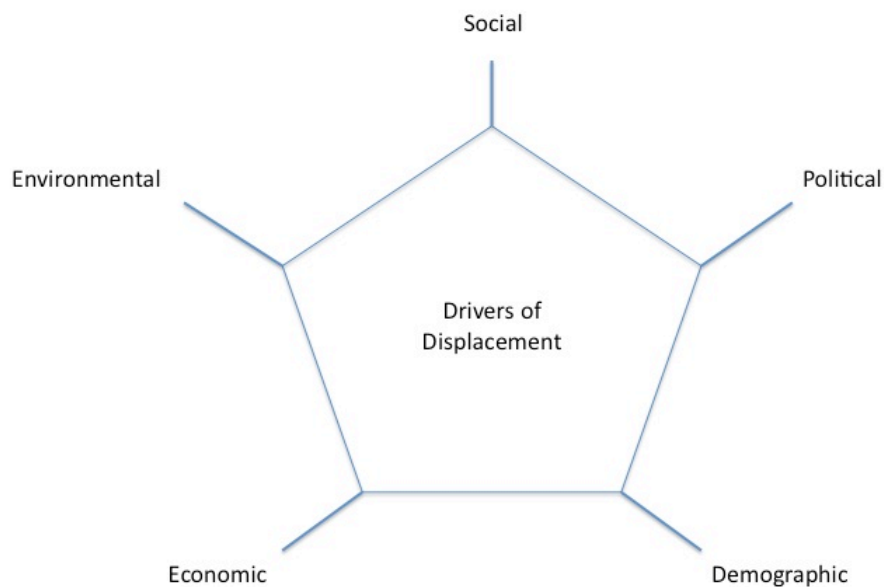 Social
Environmental
Political
Drivers of
Displacement
Economic
Demographic